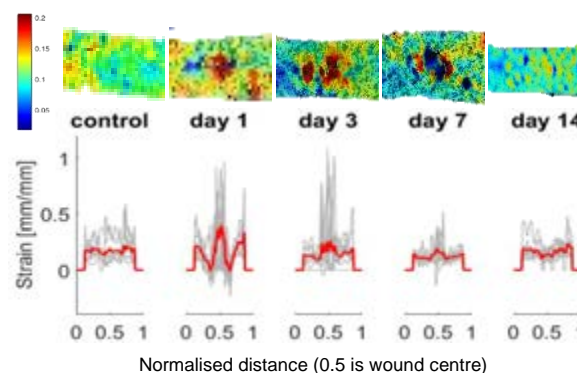 0.2
0.15
0.1
0.05
control day 1 day 3 day 7 day 14
Strain [mm/mm]
1
0.5
0
0 0.5 1 0 0.5 1 0 0.5 1 0 0.5 1 0 0.5 1
Normalised distance (0.5 is wound centre)